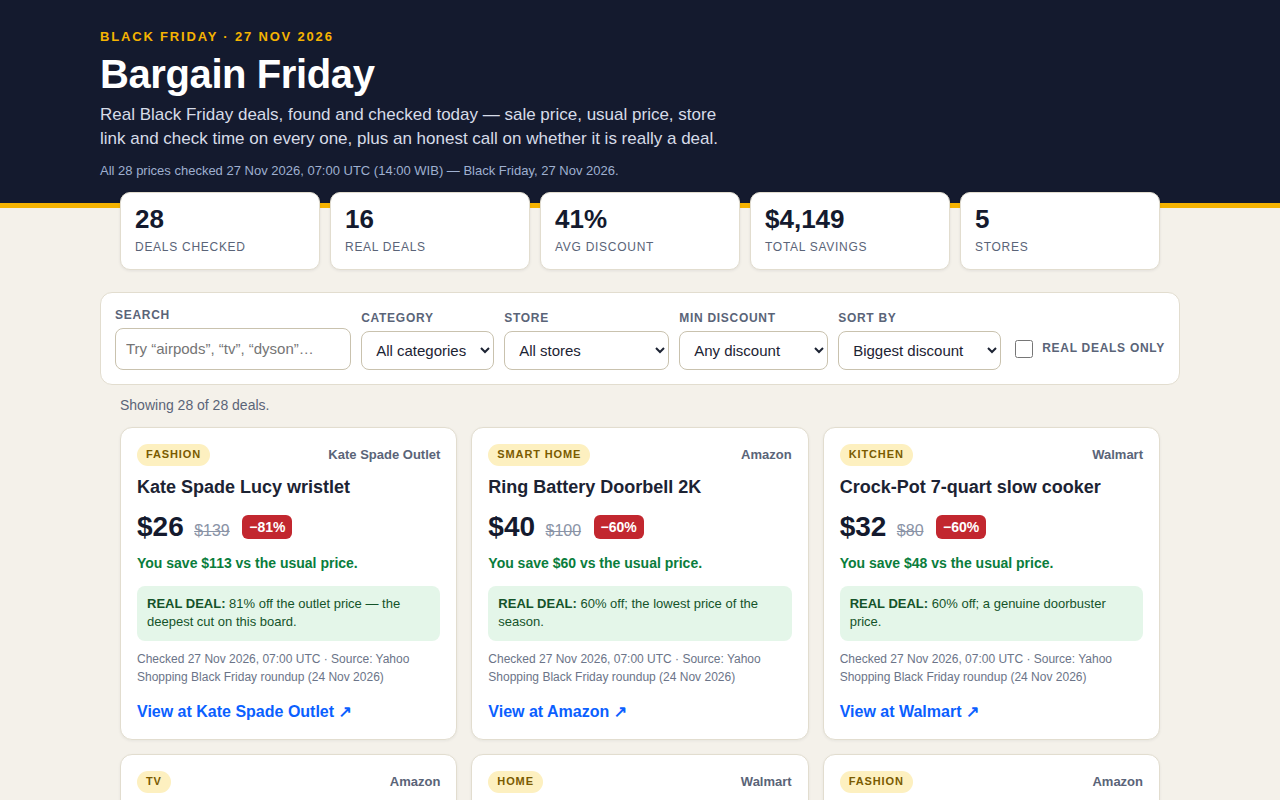 BLACK FRIDAY · 27 NOV 2026
Bargain Friday
Real Black Friday deals, found and checked today — sale price, usual price, store
link and check time on every one, plus an honest call on whether it is really a deal.
All 28 prices checked 27 Nov 2026, 07:00 UTC (14:00 WIB) — Black Friday, 27 Nov 2026.
28
DEALS CHECKED
16
REAL DEALS
41%
AVG DISCOUNT
$4,149
TOTAL SAVINGS
5
STORES
SEARCH
Try “airpods”, “tv”, “dyson”…
CATEGORY
All categories
STORE
All stores
MIN DISCOUNT
Any discount
SORT BY
Biggest discount
REAL DEALS ONLY
Showing 28 of 28 deals.
FASHION Kate Spade Outlet
Kate Spade Lucy wristlet
$26 $139 −81%
You save $113 vs the usual price.
REAL DEAL: 81% off the outlet price — the
deepest cut on this board.
Checked 27 Nov 2026, 07:00 UTC · Source: Yahoo
Shopping Black Friday roundup (24 Nov 2026)
View at Kate Spade Outlet ↗
SMART HOME Amazon
Ring Battery Doorbell 2K
$40 $100 −60%
You save $60 vs the usual price.
REAL DEAL: 60% off; the lowest price of the
season.
Checked 27 Nov 2026, 07:00 UTC · Source: Yahoo
Shopping Black Friday roundup (24 Nov 2026)
View at Amazon ↗
KITCHEN Walmart
Crock-Pot 7-quart slow cooker
$32 $80 −60%
You save $48 vs the usual price.
REAL DEAL: 60% off; a genuine doorbuster
price.
Checked 27 Nov 2026, 07:00 UTC · Source: Yahoo
Shopping Black Friday roundup (24 Nov 2026)
View at Walmart ↗
TV Amazon
HOME Walmart
FASHION Amazon